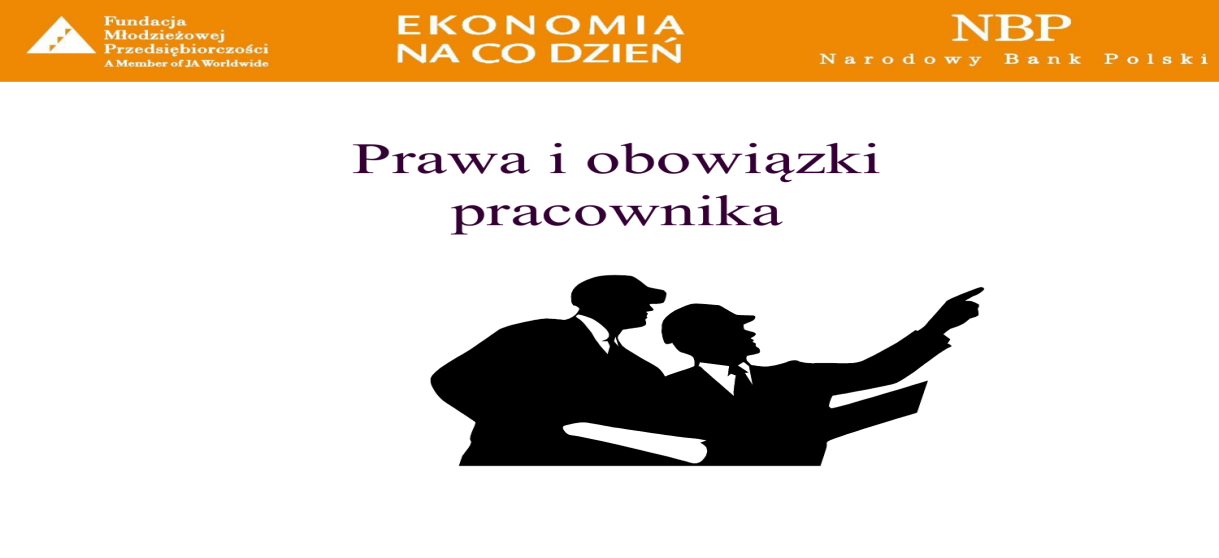 Fundacja
Młodzieżowej
Przedsiębiorczości
A Member of JA Worldwide
EKONOMIA
NA CO DZIEŃ
NBP
Narodowy Bank Polski
Prawa i obowiązki
pracownika